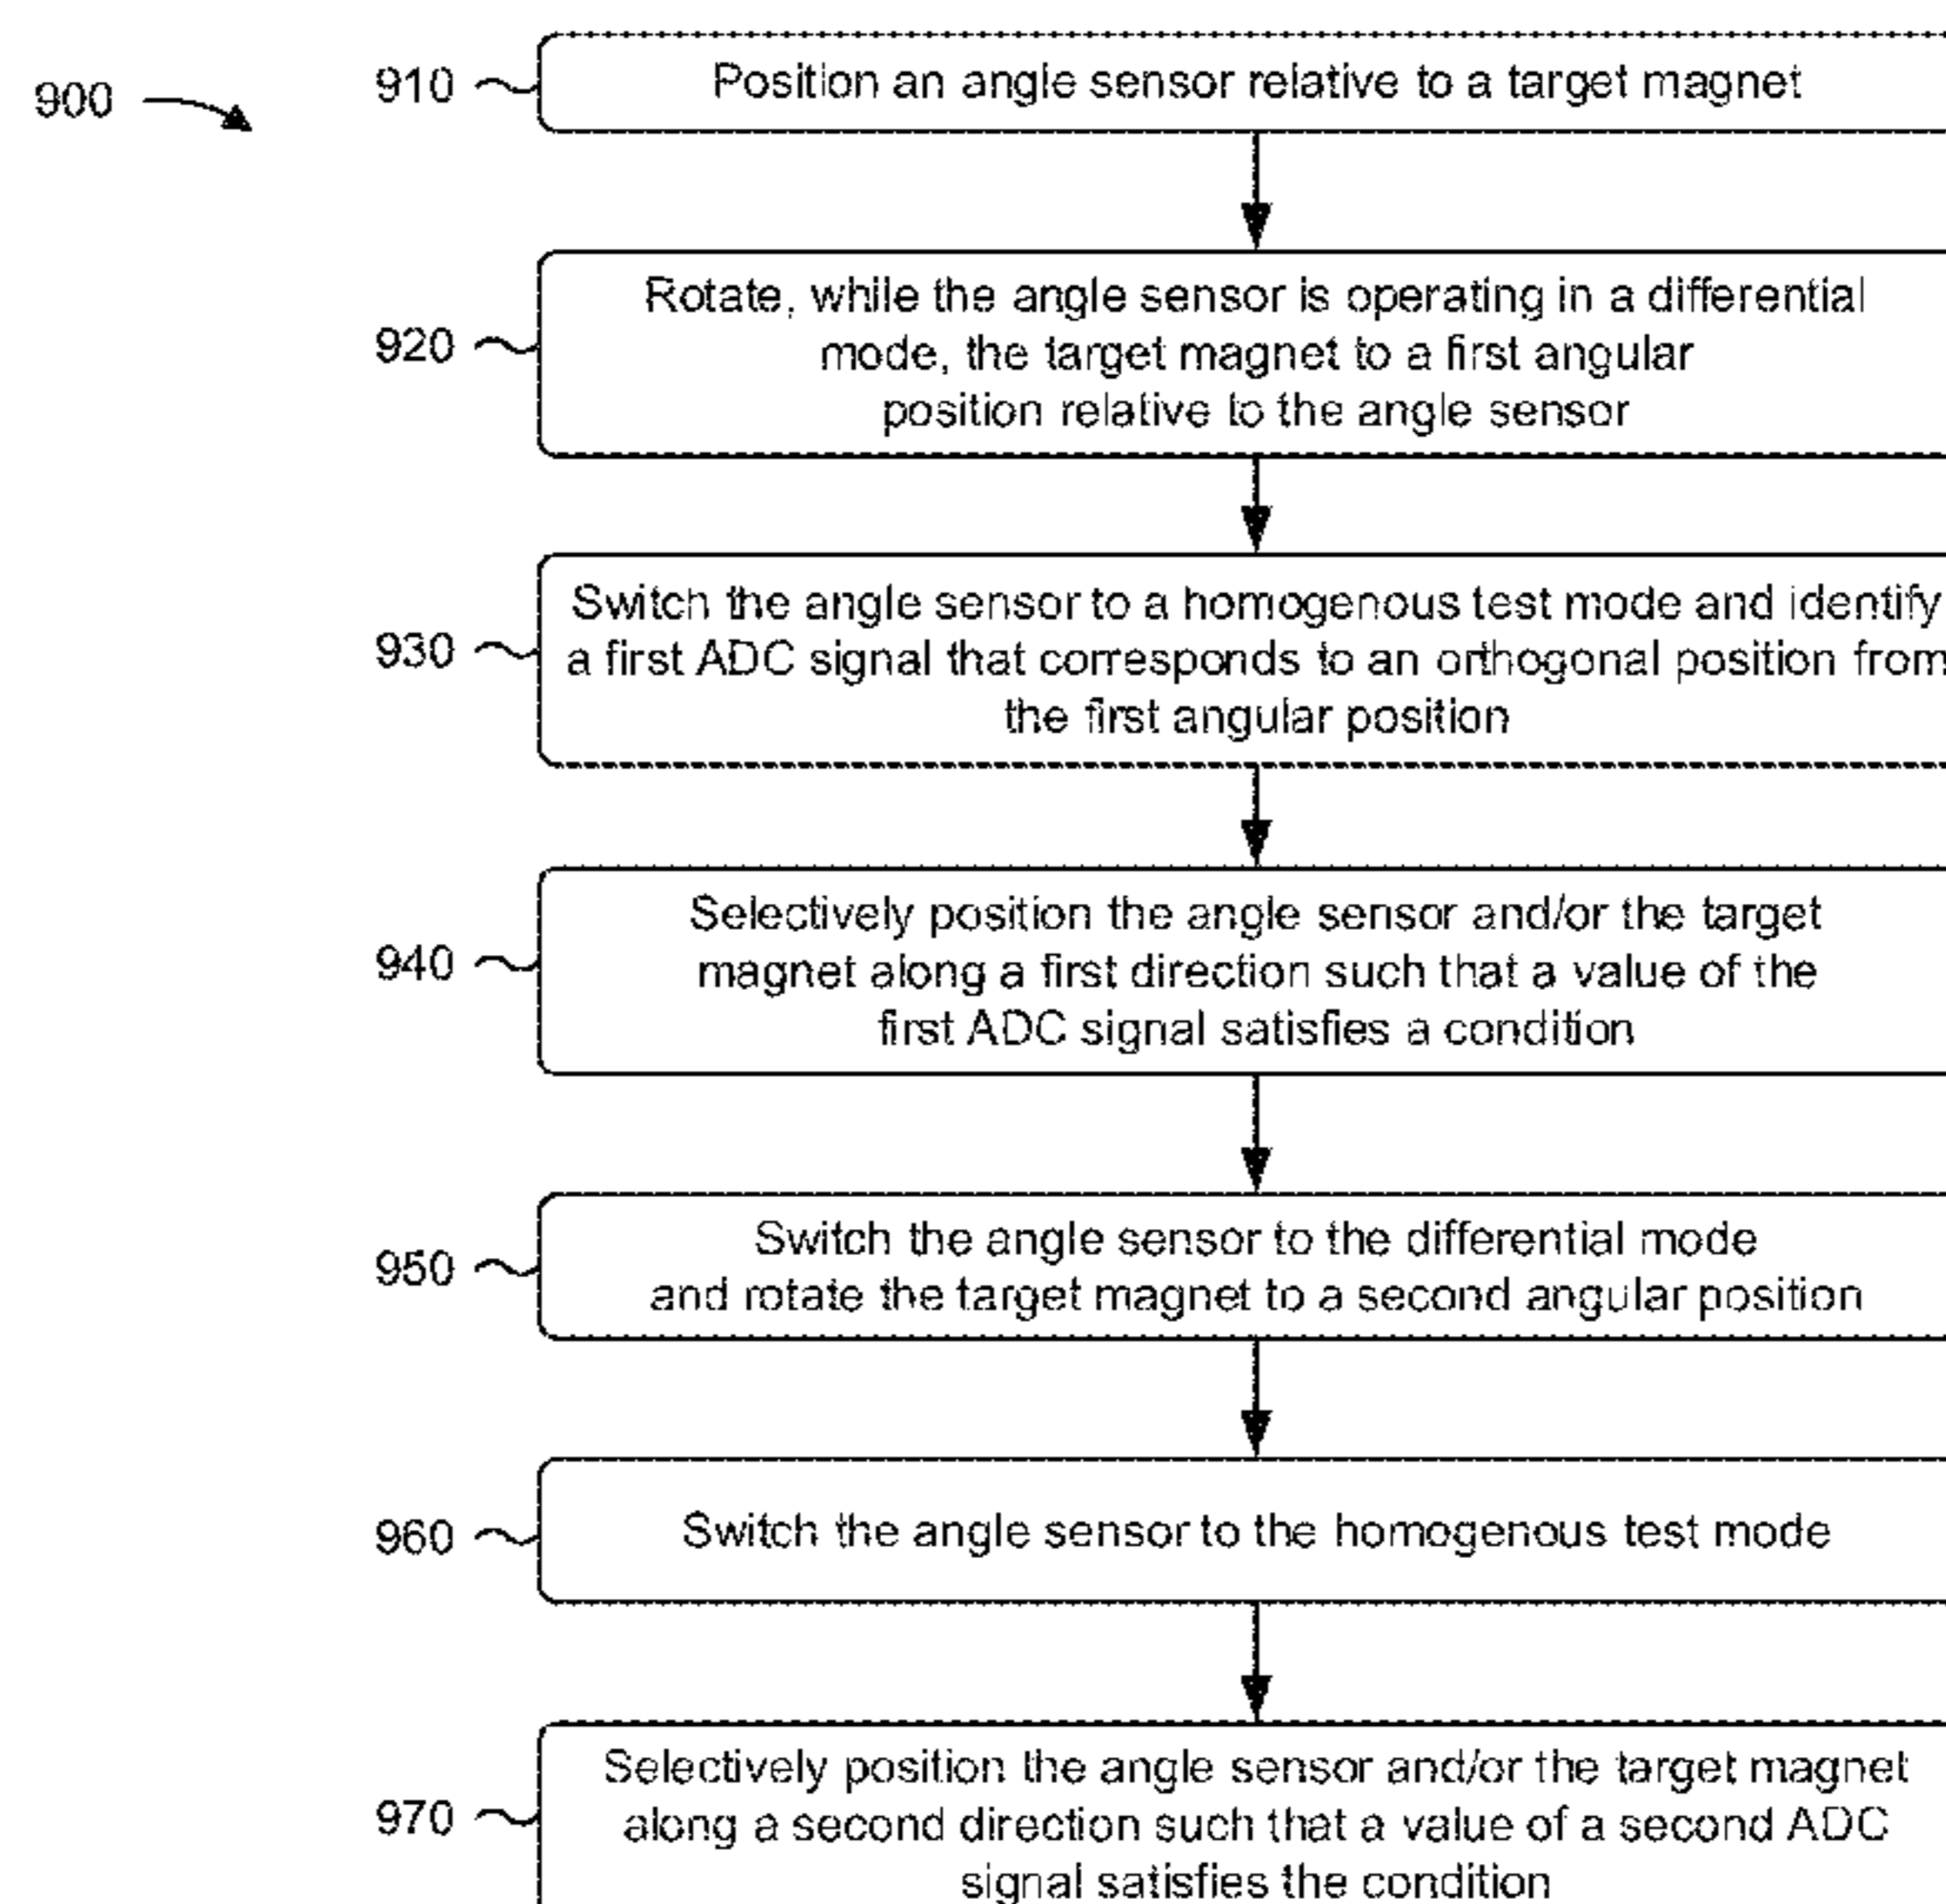 900
910
Position an angle sensor relative to a target magnet
920
Rotate, while the angle sensor is operating in a differential
mode, the target magnet to a first angular
position relative to the angle sensor
930
Switch the angle sensor to a homogenous test mode and identify
a first ADC signal that corresponds to an orthogonal position from
the first angular position
940
Selectively position the angle sensor and/or the target
magnet along a first direction such that a value of the
first ADC signal satisfies a condition
950
Switch the angle sensor to the differential mode
and rotate the target magnet to a second angular position
960
Switch the angle sensor to the homogenous test mode
970
Selectively position the angle sensor and/or the target magnet
along a second direction such that a value of a second ADC
signal satisfies the condition